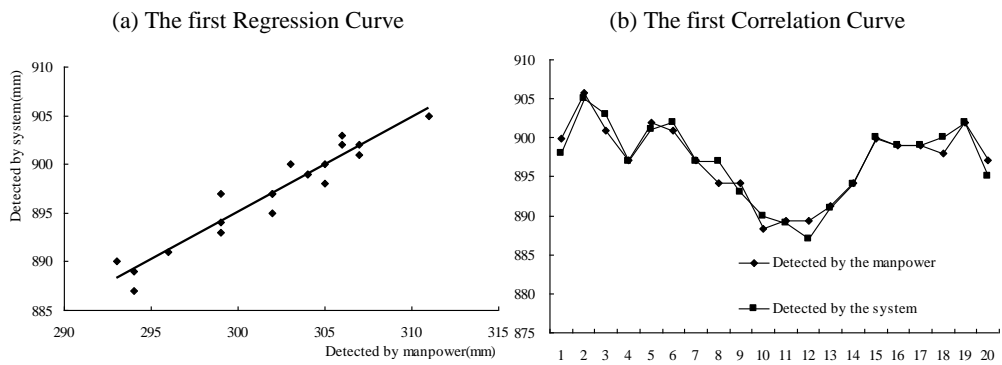 (a) The first Regression Curve
910
905
900
895
890
885
290 295 300 305 310 315
Detected by system(mm)
Detected by manpower(mm)
(b) The first Correlation Curve
910
905
900
895
890
885
880
875
1 2 3 4 5 6 7 8 9 10 11 12 13 14 15 16 17 18 19 20
Detected by the manpower
Detected by the system